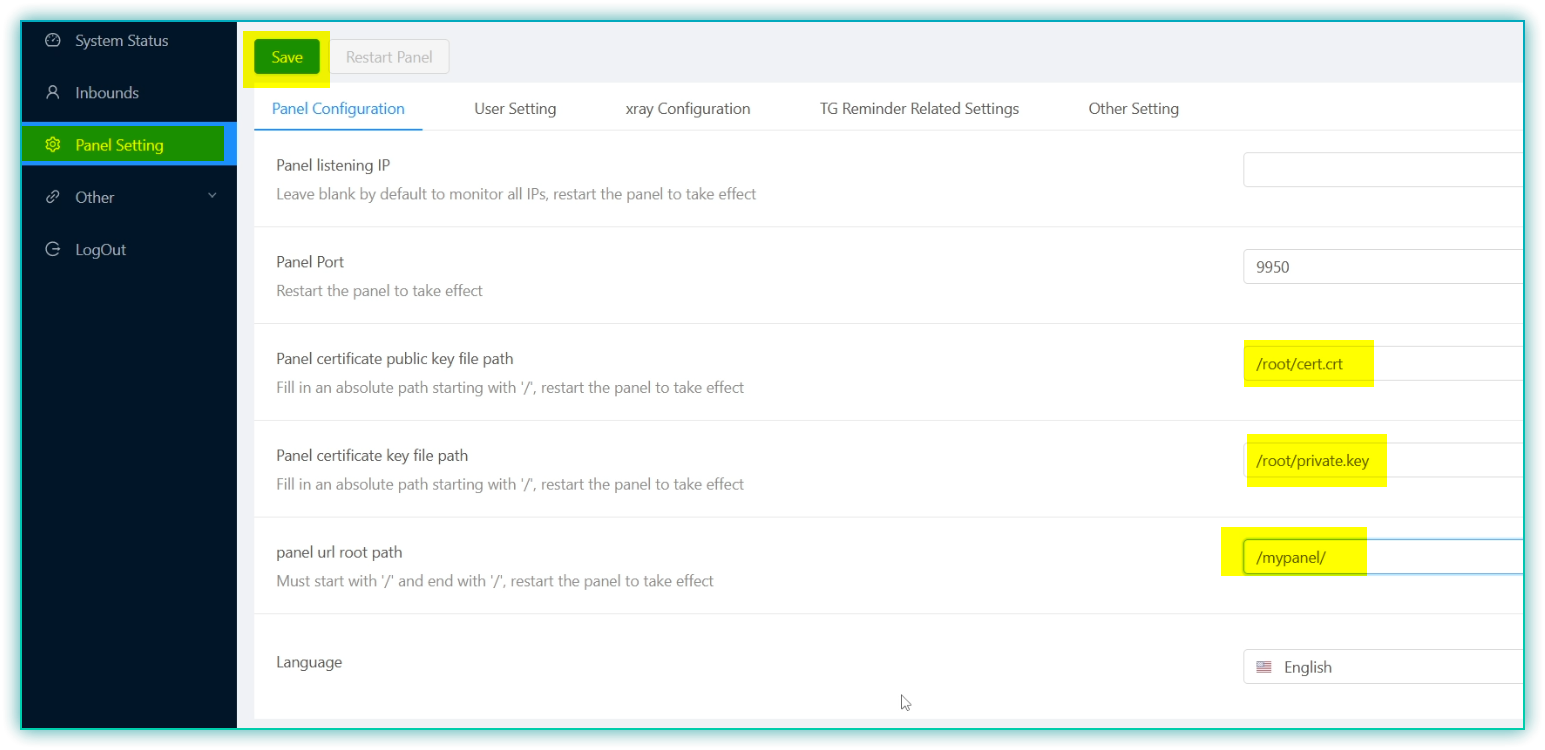 System Status
Inbounds
Panel Setting
Other
LogOut
Save
Restart Panel
Panel Configuration
User Setting
xray Configuration
TG Reminder Related Settings
Other Setting
Panel listening IP
Leave blank by default to monitor all IPs, restart the panel to take effect
Panel Port
Restart the panel to take effect
9950
Panel certificate public key file path
Fill in an absolute path starting with '/', restart the panel to take effect
/root/cert.crt
Panel certificate key file path
Fill in an absolute path starting with '/', restart the panel to take effect
/root/private.key
panel url root path
Must start with '/' and end with '/', restart the panel to take effect
/mypanel/
Language
English